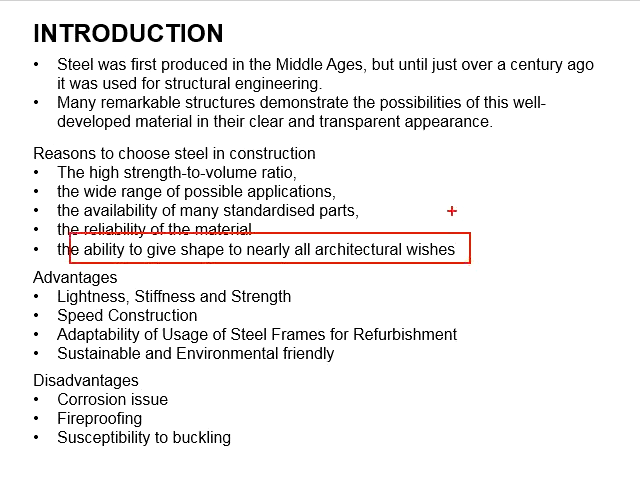 INTRODUCTION
• Steel was first produced in the Middle Ages, but until just over a century ago
it was used for structural engineering.
• Many remarkable structures demonstrate the possibilities of this well-
developed material in their clear and transparent appearance.
Reasons to choose steel in construction
• The high strength-to-volume ratio,
• the wide range of possible applications,
• the availability of many standardised parts,
• the reliability of the material
• the ability to give shape to nearly all architectural wishes
Advantages
• Lightness, Stiffness and Strength
• Speed Construction
• Adaptability of Usage of Steel Frames for Refurbishment
• Sustainable and Environmental friendly
Disadvantages
• Corrosion issue
• Fireproofing
• Susceptibility to buckling